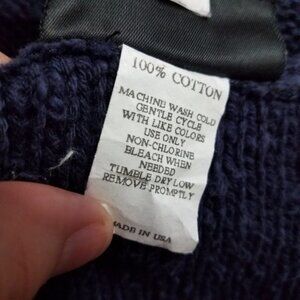 100% COTTON
MACHINE WASH COLD
GENTLE CYCLE
WITH LIKE COLORS
USE ONLY
NON-CHLORINE
BLEACH WHEN
NEEDED
TUMBLE DRY LOW
REMOVE PROMPTLY
MADE IN USA